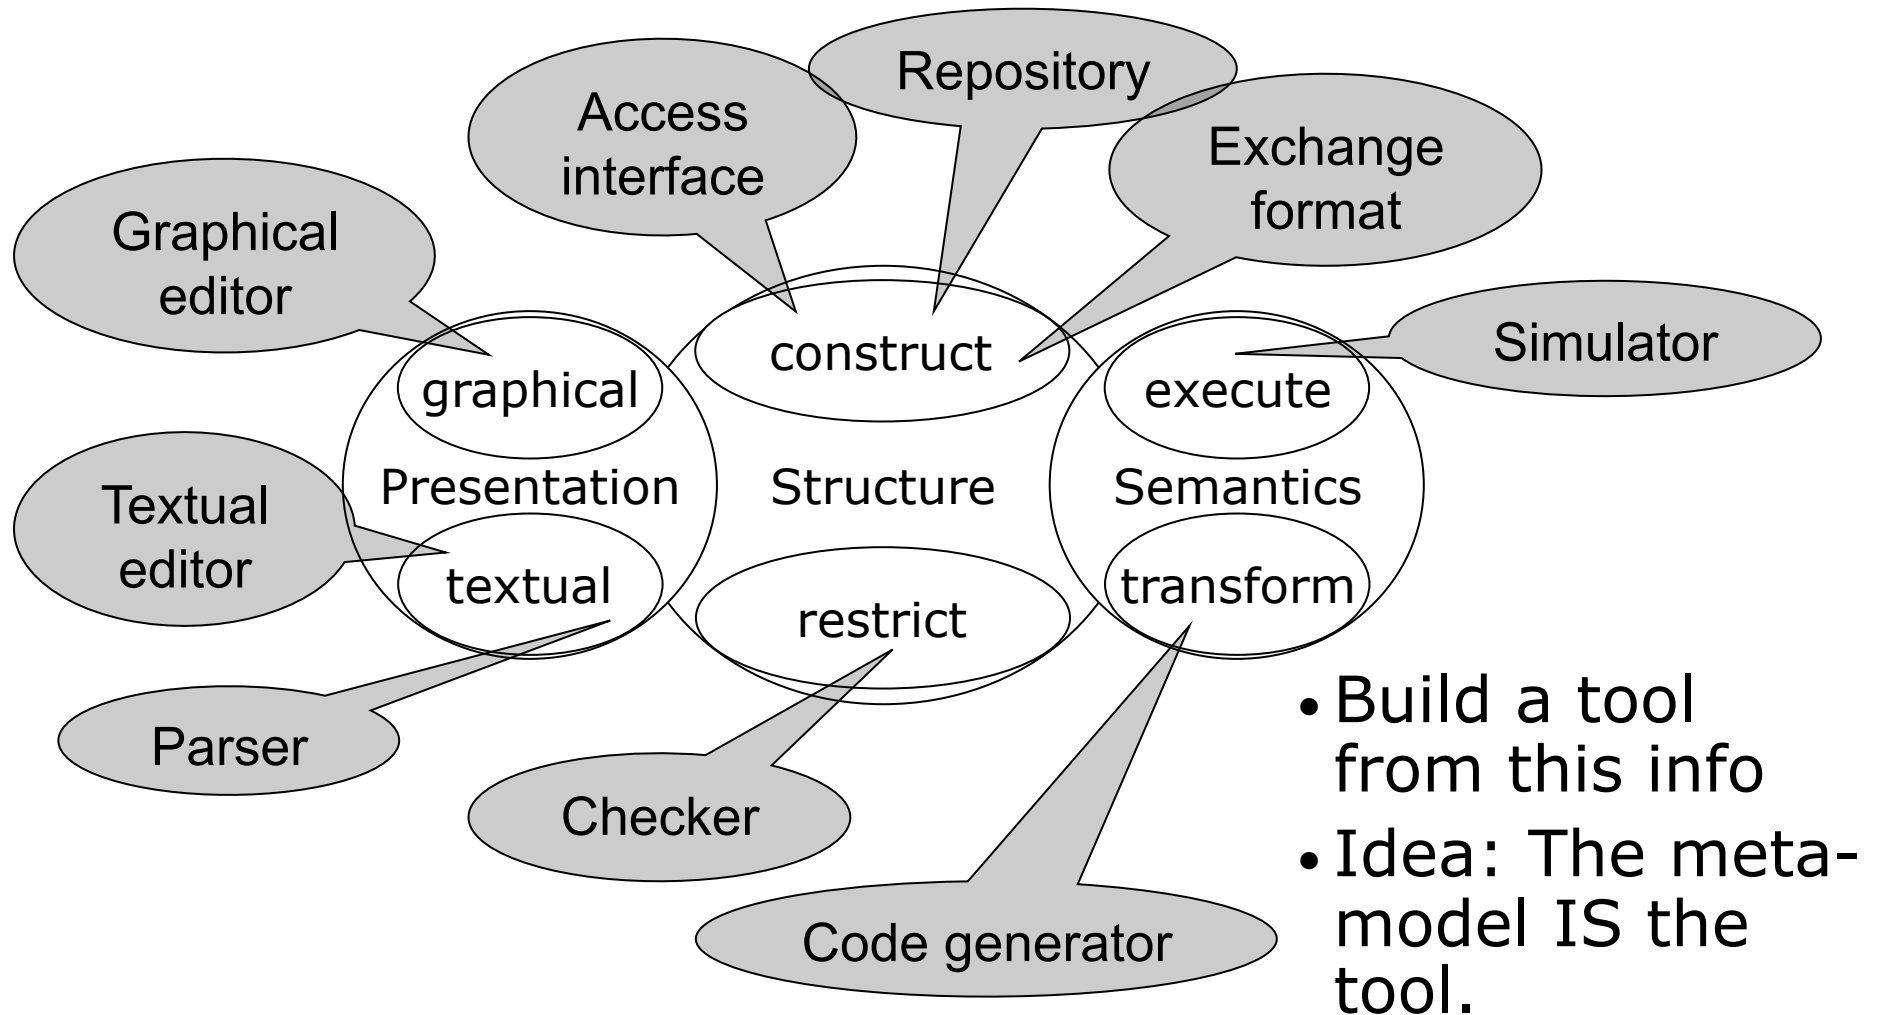 Repository
Access
interface
Exchange
format
Graphical
editor
Simulator
construct
graphical
execute
Presentation
Structure
Semantics
Textual
editor
textual
transform
restrict
Parser
Checker
Code generator
• Build a tool
from this info
• Idea: The meta-
model IS the
tool.